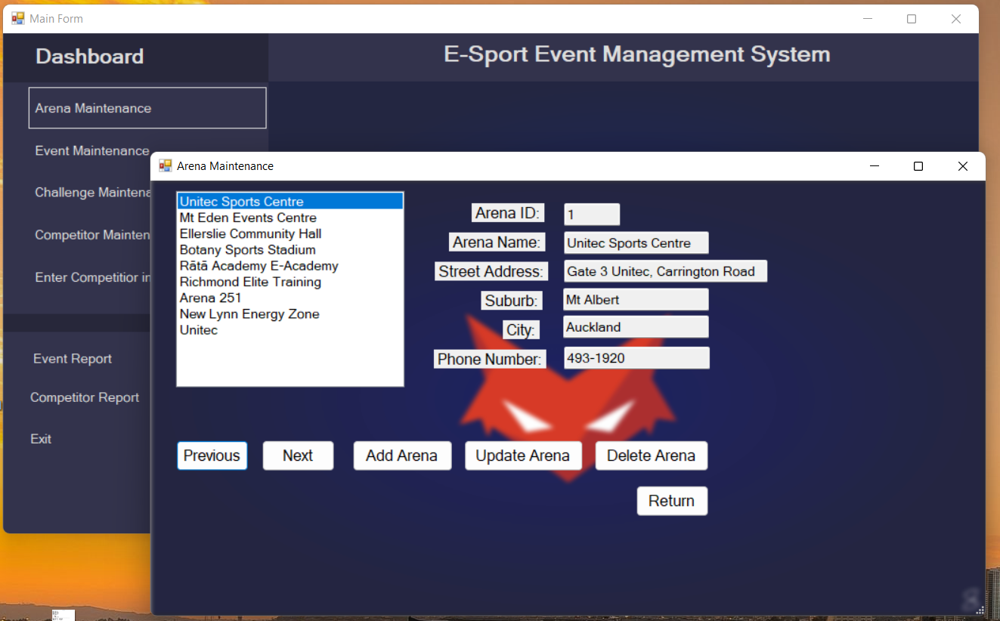 Main Form
Dashboard
E-Sport Event Management System
Arena Maintenance
Event Maintenance
Challenge Maintena
Competitor Mainten
Enter Competitior in
Event Report
Competitor Report
Exit
Arena Maintenance
Unitec Sports Centre
Mt Eden Events Centre
Ellerslie Community Hall
Botany Sports Stadium
Rātā Academy E-Academy
Richmond Elite Training
Arena 251
New Lynn Energy Zone
Unitec
Arena ID: 1
Arena Name: Unitec Sports Centre
Street Address: Gate 3 Unitec, Carrington Road
Suburb: Mt Albert
City: Auckland
Phone Number: 493-1920
Previous Next Add Arena Update Arena Delete Arena
Return